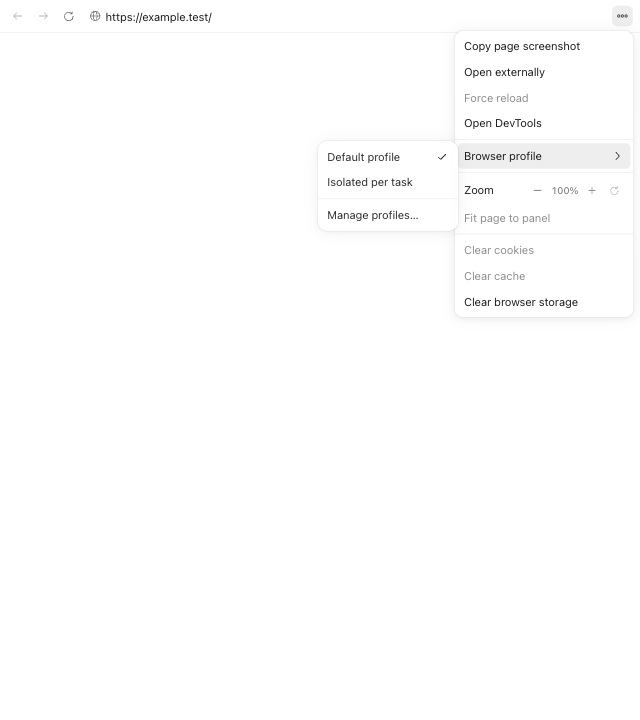 https://example.test/
Copy page screenshot
Open externally
Force reload
Open DevTools
Browser profile
Default profile
Isolated per task
Manage profiles...
Zoom
100%
Fit page to panel
Clear cookies
Clear cache
Clear browser storage